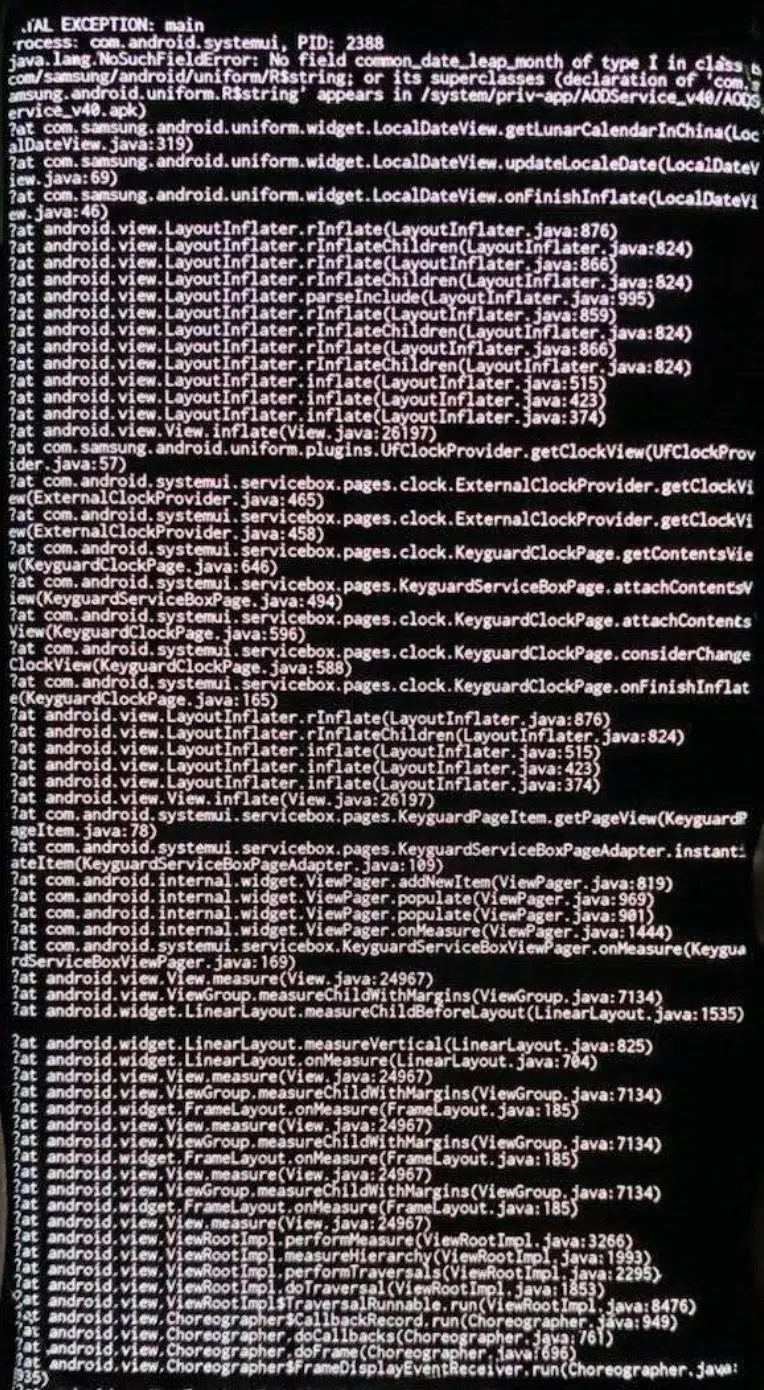 .TAL EXCEPTION: main
rocess: com.android.systemui, PID: 2388
java.lang.NoSuchFieldError: No field common_date_leap_month of type I in class
com/samsung/android/uniform/R$string; or its superclasses (declaration of 'com.
amsung.android.uniform.R$string' appears in /system/priv-app/AODService_v40/AODS
ervice_v40.apk)
?at com.samsung.android.uniform.widget.LocalDateView.getLunarCalendarInChina(Loc
alDateView.java:319)
?at com.samsung.android.uniform.widget.LocalDateView.updateLocaleDate(LocalDateV
iew.java:69)
?at com.samsung.android.uniform.widget.LocalDateView.onFinishInflate(LocalDateVi
ew.java:46)
?at android.view.LayoutInflater.rInflate(LayoutInflater.java:876)
?at android.view.LayoutInflater.rInflateChildren(LayoutInflater.java:824)
?at android.view.LayoutInflater.rInflate(LayoutInflater.java:866)
?at android.view.LayoutInflater.rInflateChildren(LayoutInflater.java:824)
?at android.view.LayoutInflater.parseInclude(LayoutInflater.java:995)
?at android.view.LayoutInflater.rInflate(LayoutInflater.java:859)
?at android.view.LayoutInflater.rInflateChildren(LayoutInflater.java:824)
?at android.view.LayoutInflater.rInflate(LayoutInflater.java:866)
?at android.view.LayoutInflater.rInflateChildren(LayoutInflater.java:824)
?at android.view.LayoutInflater.inflate(LayoutInflater.java:515)
?at android.view.LayoutInflater.inflate(LayoutInflater.java:423)
?at android.view.LayoutInflater.inflate(LayoutInflater.java:374)
?at android.view.View.inflate(View.java:26197)
?at com.samsung.android.uniform.plugins.UfClockProvider.getClockView(UfClockProv
ider.java:57)
?at com.android.systemui.servicebox.pages.clock.ExternalClockProvider.getClockVi
ew(ExternalClockProvider.java:465)
?at com.android.systemui.servicebox.pages.clock.ExternalClockProvider.getClockVi
ew(ExternalClockProvider.java:458)
?at com.android.systemui.servicebox.pages.clock.KeyguardClockPage.getContentsVie
w(KeyguardClockPage.java:646)
?at com.android.systemui.servicebox.pages.KeyguardServiceBoxPage.attachContentsV
iew(KeyguardServiceBoxPage.java:494)
?at com.android.systemui.servicebox.pages.clock.KeyguardClockPage.attachContents
View(KeyguardClockPage.java:596)
?at com.android.systemui.servicebox.pages.clock.KeyguardClockPage.considerChange
ClockView(KeyguardClockPage.java:588)
?at com.android.systemui.servicebox.pages.clock.KeyguardClockPage.onFinishInflat
e(KeyguardClockPage.java:165)
?at android.view.LayoutInflater.rInflate(LayoutInflater.java:876)
?at android.view.LayoutInflater.rInflateChildren(LayoutInflater.java:824)
?at android.view.LayoutInflater.inflate(LayoutInflater.java:515)
?at android.view.LayoutInflater.inflate(LayoutInflater.java:423)
?at android.view.LayoutInflater.inflate(LayoutInflater.java:374)
?at android.view.View.inflate(View.java:26197)
?at com.android.systemui.servicebox.pages.KeyguardPageItem.getPageView(KeyguardP
ageItem.java:78)
?at com.android.systemui.servicebox.pages.KeyguardServiceBoxPageAdapter.instanti
ateItem(KeyguardServiceBoxPageAdapter.java:109)
?at com.android.internal.widget.ViewPager.addNewItem(ViewPager.java:819)
?at com.android.internal.widget.ViewPager.populate(ViewPager.java:969)
?at com.android.internal.widget.ViewPager.populate(ViewPager.java:901)
?at com.android.internal.widget.ViewPager.onMeasure(ViewPager.java:1444)
?at com.android.systemui.servicebox.KeyguardServiceBoxViewPager.onMeasure(Keygua
rdServiceBoxViewPager.java:169)
?at android.view.View.measure(View.java:24967)
?at android.view.ViewGroup.measureChildWithMargins(ViewGroup.java:7134)
?at android.widget.LinearLayout.measureChildBeforeLayout(LinearLayout.java:1535)
?at android.widget.LinearLayout.measureVertical(LinearLayout.java:825)
?at android.widget.LinearLayout.onMeasure(LinearLayout.java:704)
?at android.view.View.measure(View.java:24967)
?at android.view.ViewGroup.measureChildWithMargins(ViewGroup.java:7134)
?at android.widget.FrameLayout.onMeasure(FrameLayout.java:185)
?at android.view.View.measure(View.java:24967)
?at android.view.ViewGroup.measureChildWithMargins(ViewGroup.java:7134)
?at android.widget.FrameLayout.onMeasure(FrameLayout.java:185)
?at android.view.View.measure(View.java:24967)
?at android.view.ViewGroup.measureChildWithMargins(ViewGroup.java:7134)
?at android.widget.FrameLayout.onMeasure(FrameLayout.java:185)
?at android.view.View.measure(View.java:24967)
?at android.view.ViewRootImpl.performMeasure(ViewRootImpl.java:3266)
?at android.view.ViewRootImpl.measureHierarchy(ViewRootImpl.java:1993)
?at android.view.ViewRootImpl.performTraversals(ViewRootImpl.java:2295)
?at android.view.ViewRootImpl.doTraversal(ViewRootImpl.java:1853)
?at android.view.ViewRootImpl$TraversalRunnable.run(ViewRootImpl.java:8476)
?at android.view.Choreographer$CallbackRecord.run(Choreographer.java:949)
?at android.view.Choreographer.doCallbacks(Choreographer.java:761)
?at android.view.Choreographer.doFrame(Choreographer.java:696)
?at android.view.Choreographer$FrameDisplayEventReceiver.run(Choreographer.java:
935)